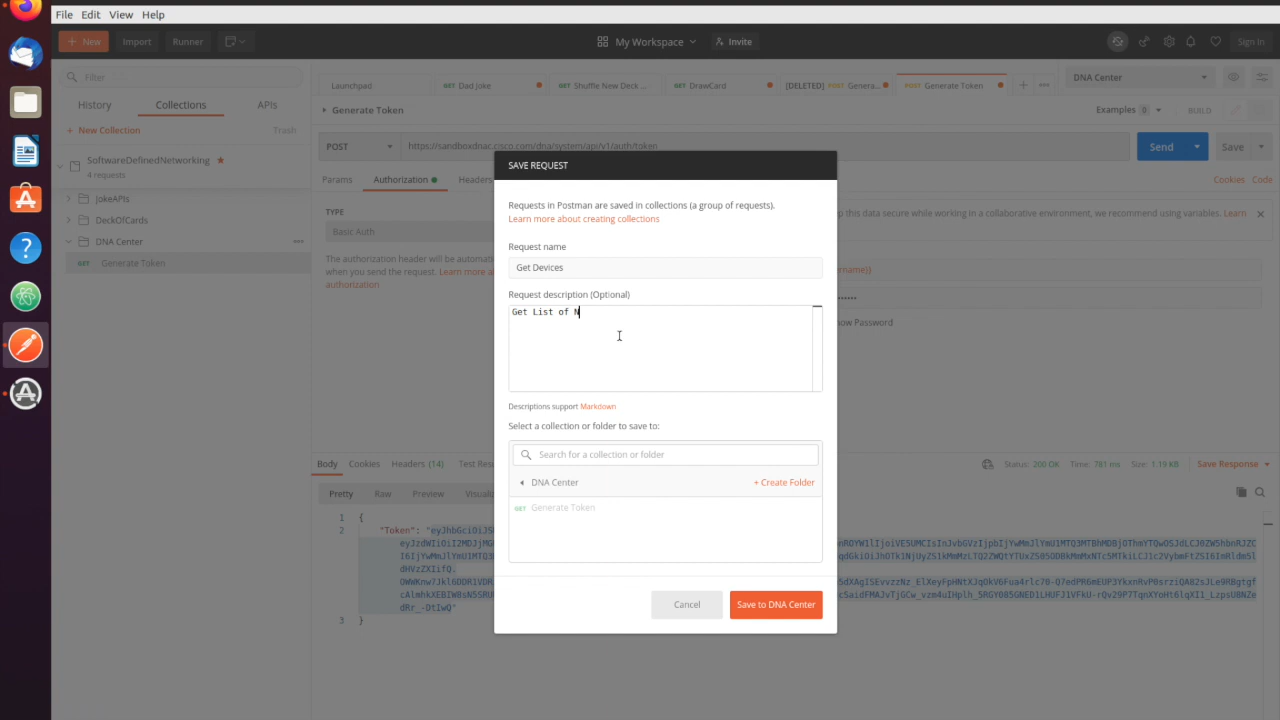 File Edit View Help
+ New Import Runner My Workspace Invite Sign In
Filter
History Collections APIs
+ New Collection Trash
SoftwareDefinedNetworking
4 requests
JokeAPIs
DeckOfCards
DNA Center
GET Generate Token
Launchpad GET Dad Joke GET Shuffle New Deck ... GET DrawCard [DELETED] POST Genera... POST Generate Token DNA Center
Generate Token Examples 0 BUILD
POST https://sandboxdnac.cisco.com/dna/system/api/v1/auth/token Send Save
Params Authorization Headers Cookies Code
TYPE
Basic Auth
The authorization header will be automati
when you send the request. Learn more a
authorization
p this data secure while working in a collaborative environment, we recommend using variables. Learn
ername}}
ow Password
SAVE REQUEST
Requests in Postman are saved in collections (a group of requests).
Learn more about creating collections
Request name
Get Devices
Request description (Optional)
Get List of N
Descriptions support Markdown
Select a collection or folder to save to:
Search for a collection or folder
DNA Center + Create Folder
GET Generate Token
Cancel Save to DNA Center
Body Cookies Headers (14) Test Res Status: 200 OK Time: 781 ms Size: 1.19 KB Save Response
Pretty Raw Preview Visualiz
1 {
2 "Token":
3 }